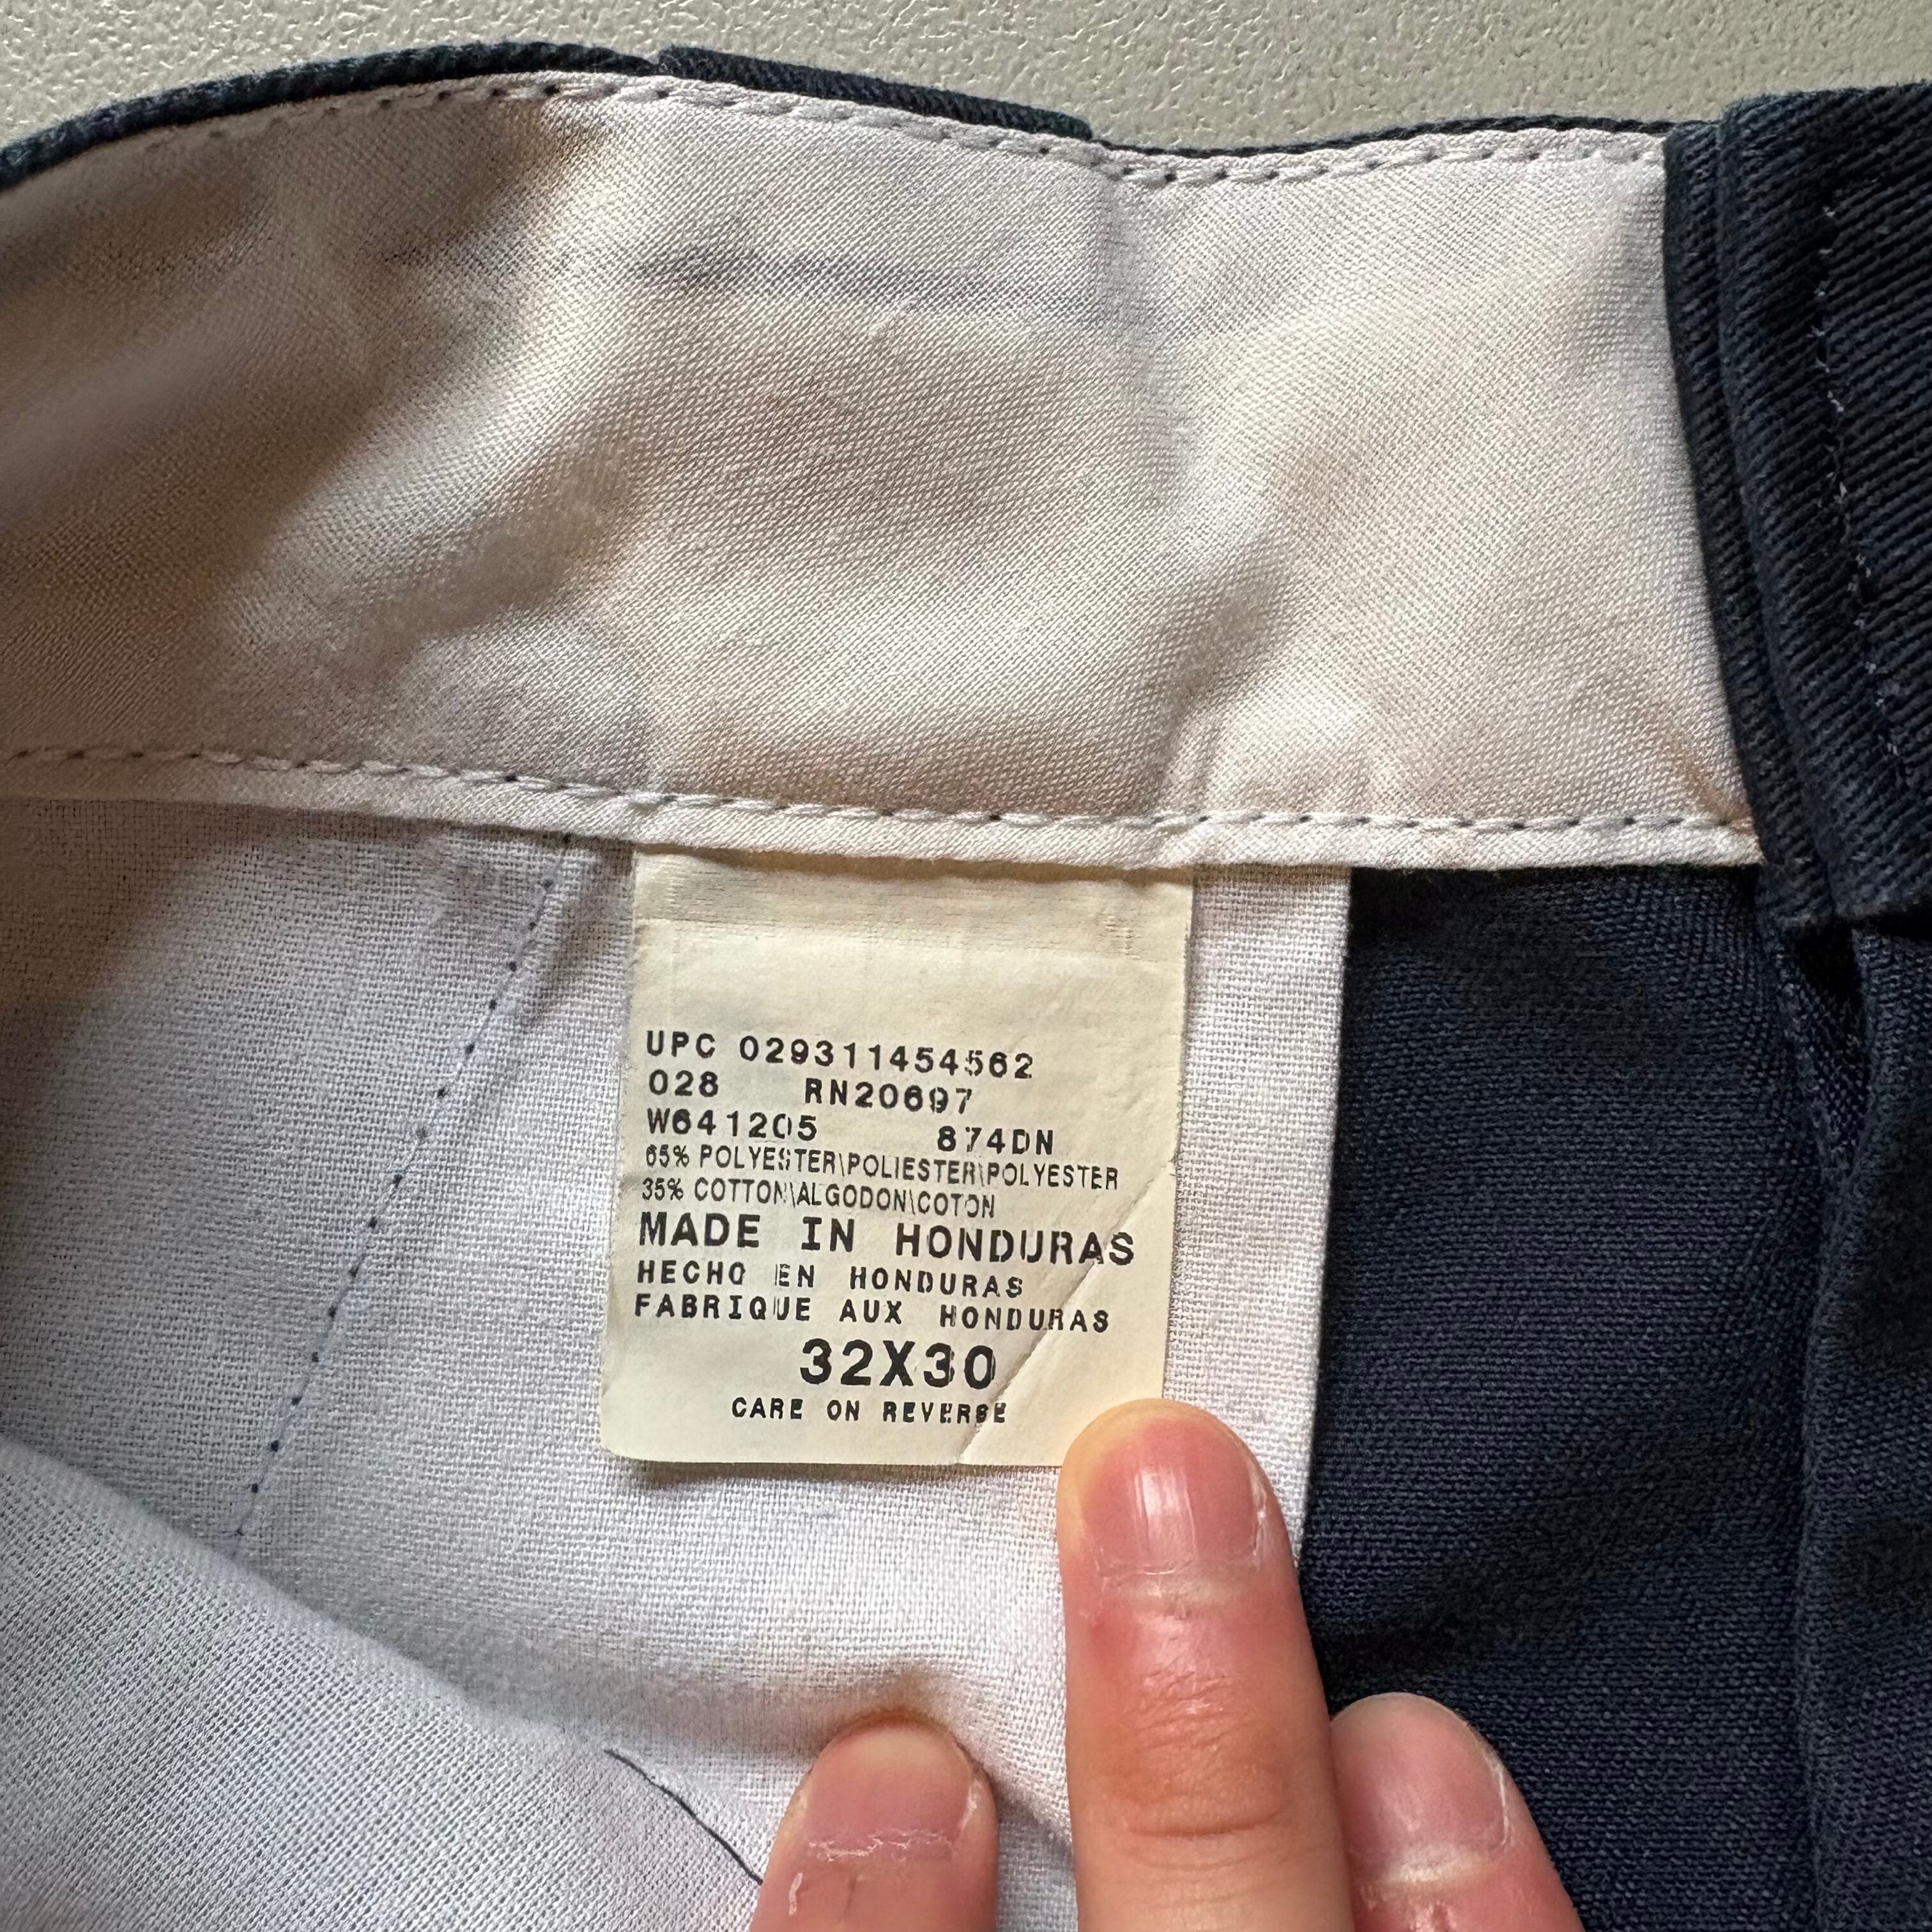 UPC 029311454562
028 RN20697
W641205 874DN
65% POLYESTER\POLIESTER\POLYESTER
35% COTTON\ALGODON\COTON
MADE IN HONDURAS
HECHO EN HONDURAS
FABRIQUE AUX HONDURAS
32X30
CARE ON REVERSE